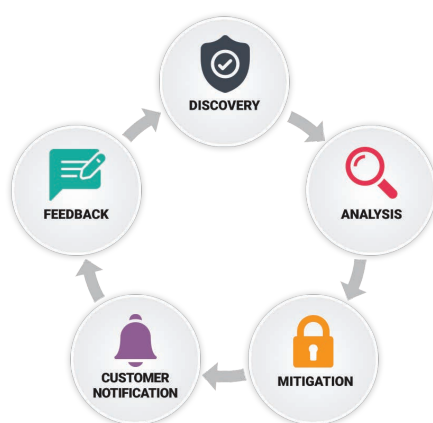 DISCOVERY
ANALYSIS
MITIGATION
CUSTOMER
NOTIFICATION
FEEDBACK